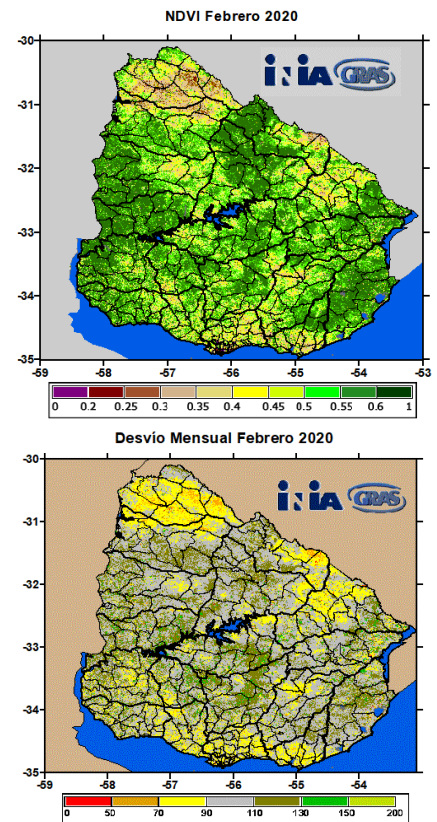 NDVI Febrero 2020
-30
INIA GRAS
-31
-32
-33
-34
-35
-59 -58 -57 -56 -55 -54 -53
0 0.2 0.25 0.3 0.35 0.4 0.45 0.5 0.55 0.6 1
Desvío Mensual Febrero 2020
-30
INIA GRAS
-31
-32
-33
-34
-35
-59 -58 -57 -56 -55 -54
0 50 70 90 110 130 150 200